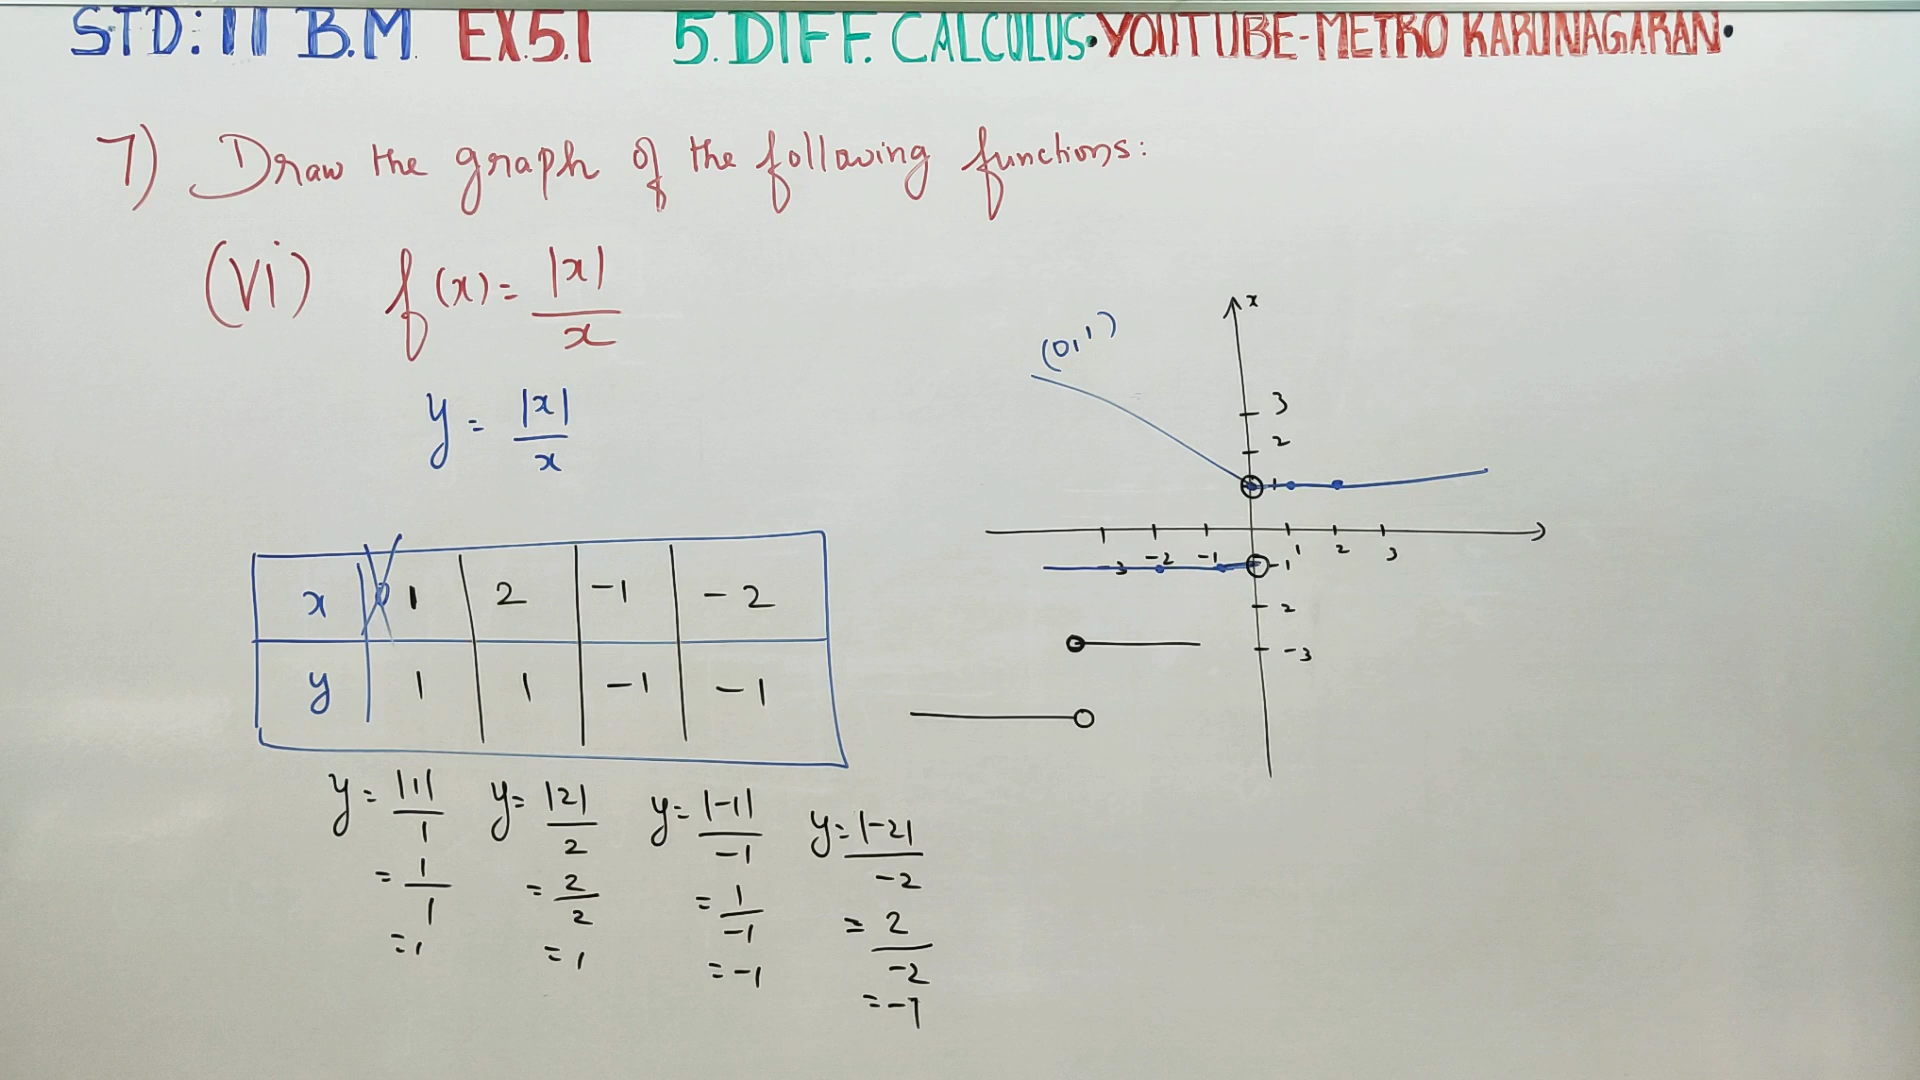 STD: 11 B.M. EX.5.1 5. DIFF. CALCULUS • YOUTUBE - METRO KARUNAGARAN •
7) Draw the graph of the following functions:
(vi) f(x) = |x| / x
y = |x| / x
x 0 1 2 -1 -2
y 1 1 -1 -1
y = |1| / 1 y = |2| / 2 y = |-1| / -1 y = |-2| / -2
= 1 / 1 = 2 / 2 = 1 / -1 = 2 / -2
= 1 = 1 = -1 = -1
x
(0,1)
3
2
1
-3 -2 -1 1 2 3
-1
-2
-3